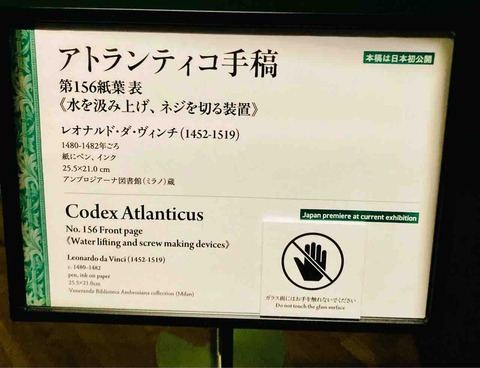 アトランティコ手稿
本稿は日本初公開
第156紙葉 表
《水を汲み上げ、ネジを切る装置》
レオナルド・ダ・ヴィンチ (1452-1519)
1480-1482年ごろ
紙にペン、インク
25.5×21.0 cm
アンブロジアーナ図書館(ミラノ)蔵
Codex Atlanticus
Japan premiere at current exhibition
No. 156 Front page
《Water lifting and screw making devices》
Leonardo da Vinci (1452-1519)
c. 1480-1482
pen, ink on paper
25.5×21.0cm
Veneranda Biblioteca Ambrosiana collection (Milan)
ガラス面にはお手を触れないでください
Do not touch the glass surface